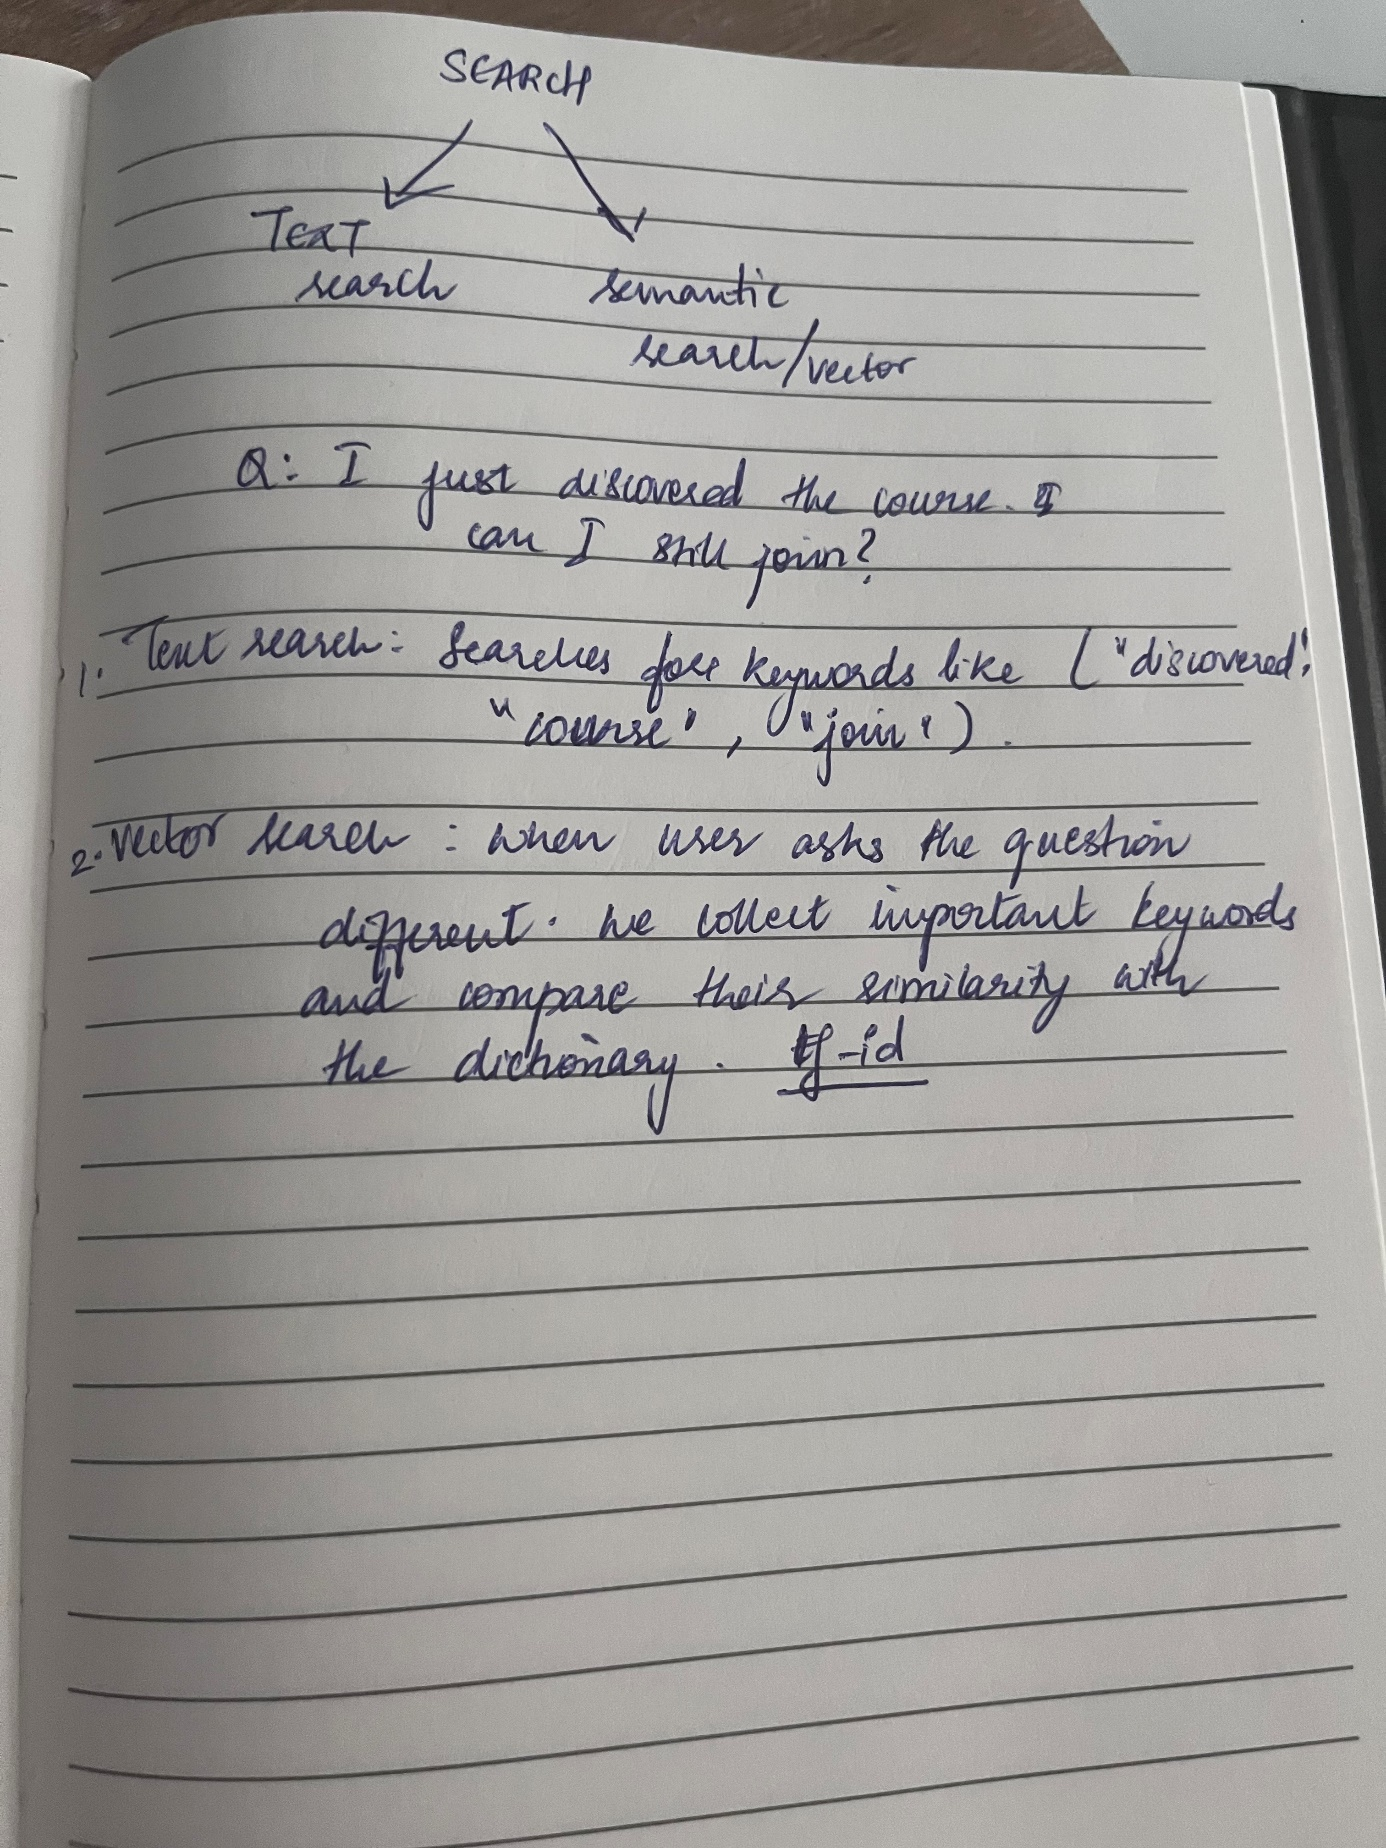 SEARCH
TEXT
search
semantic
search/vector
Q: I just discovered the course.
can I still join?
1. Text search: Searches for keywords like ("discovered",
"course", "join").
2. Vector search: when user asks the question
different. We collect important keywords
and compare their similarity with
the dictionary. tf-id